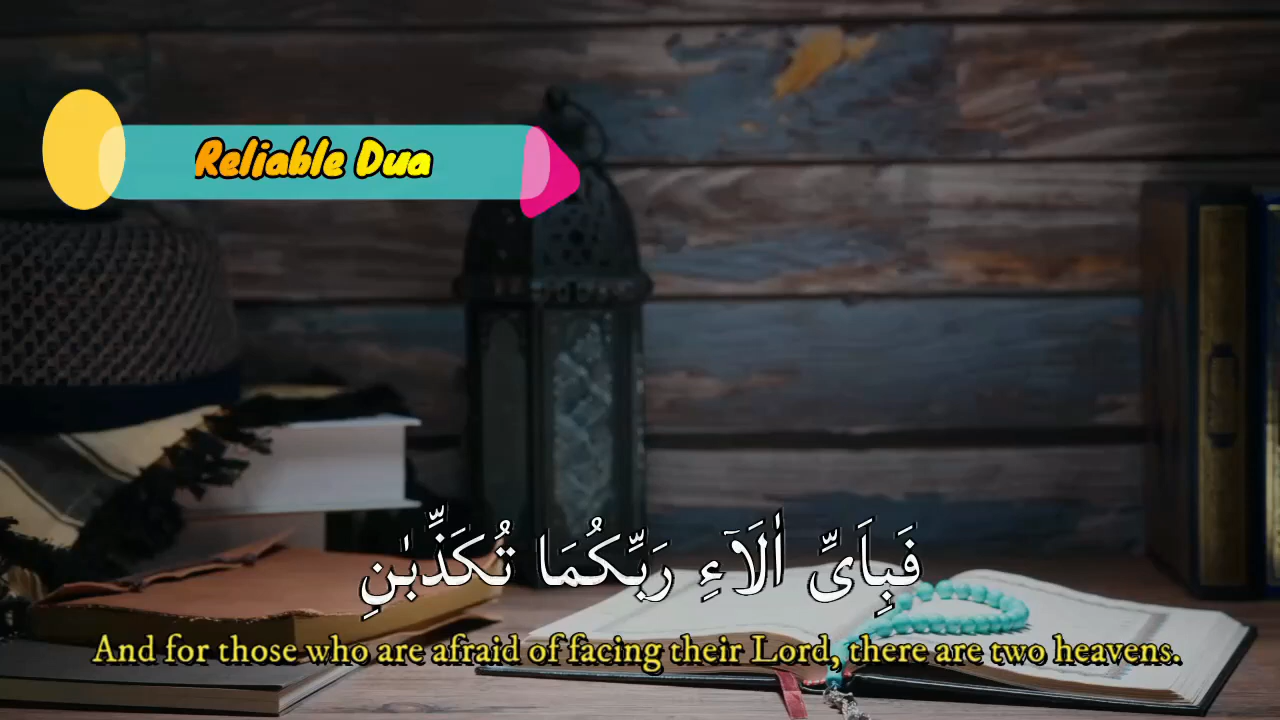 Reliable Dua
فَبِاَىِّ اٰلَآءِ رَبِّكُمَا تُكَذِّبٰنِ
And for those who are afraid of facing their Lord, there are two heavens.